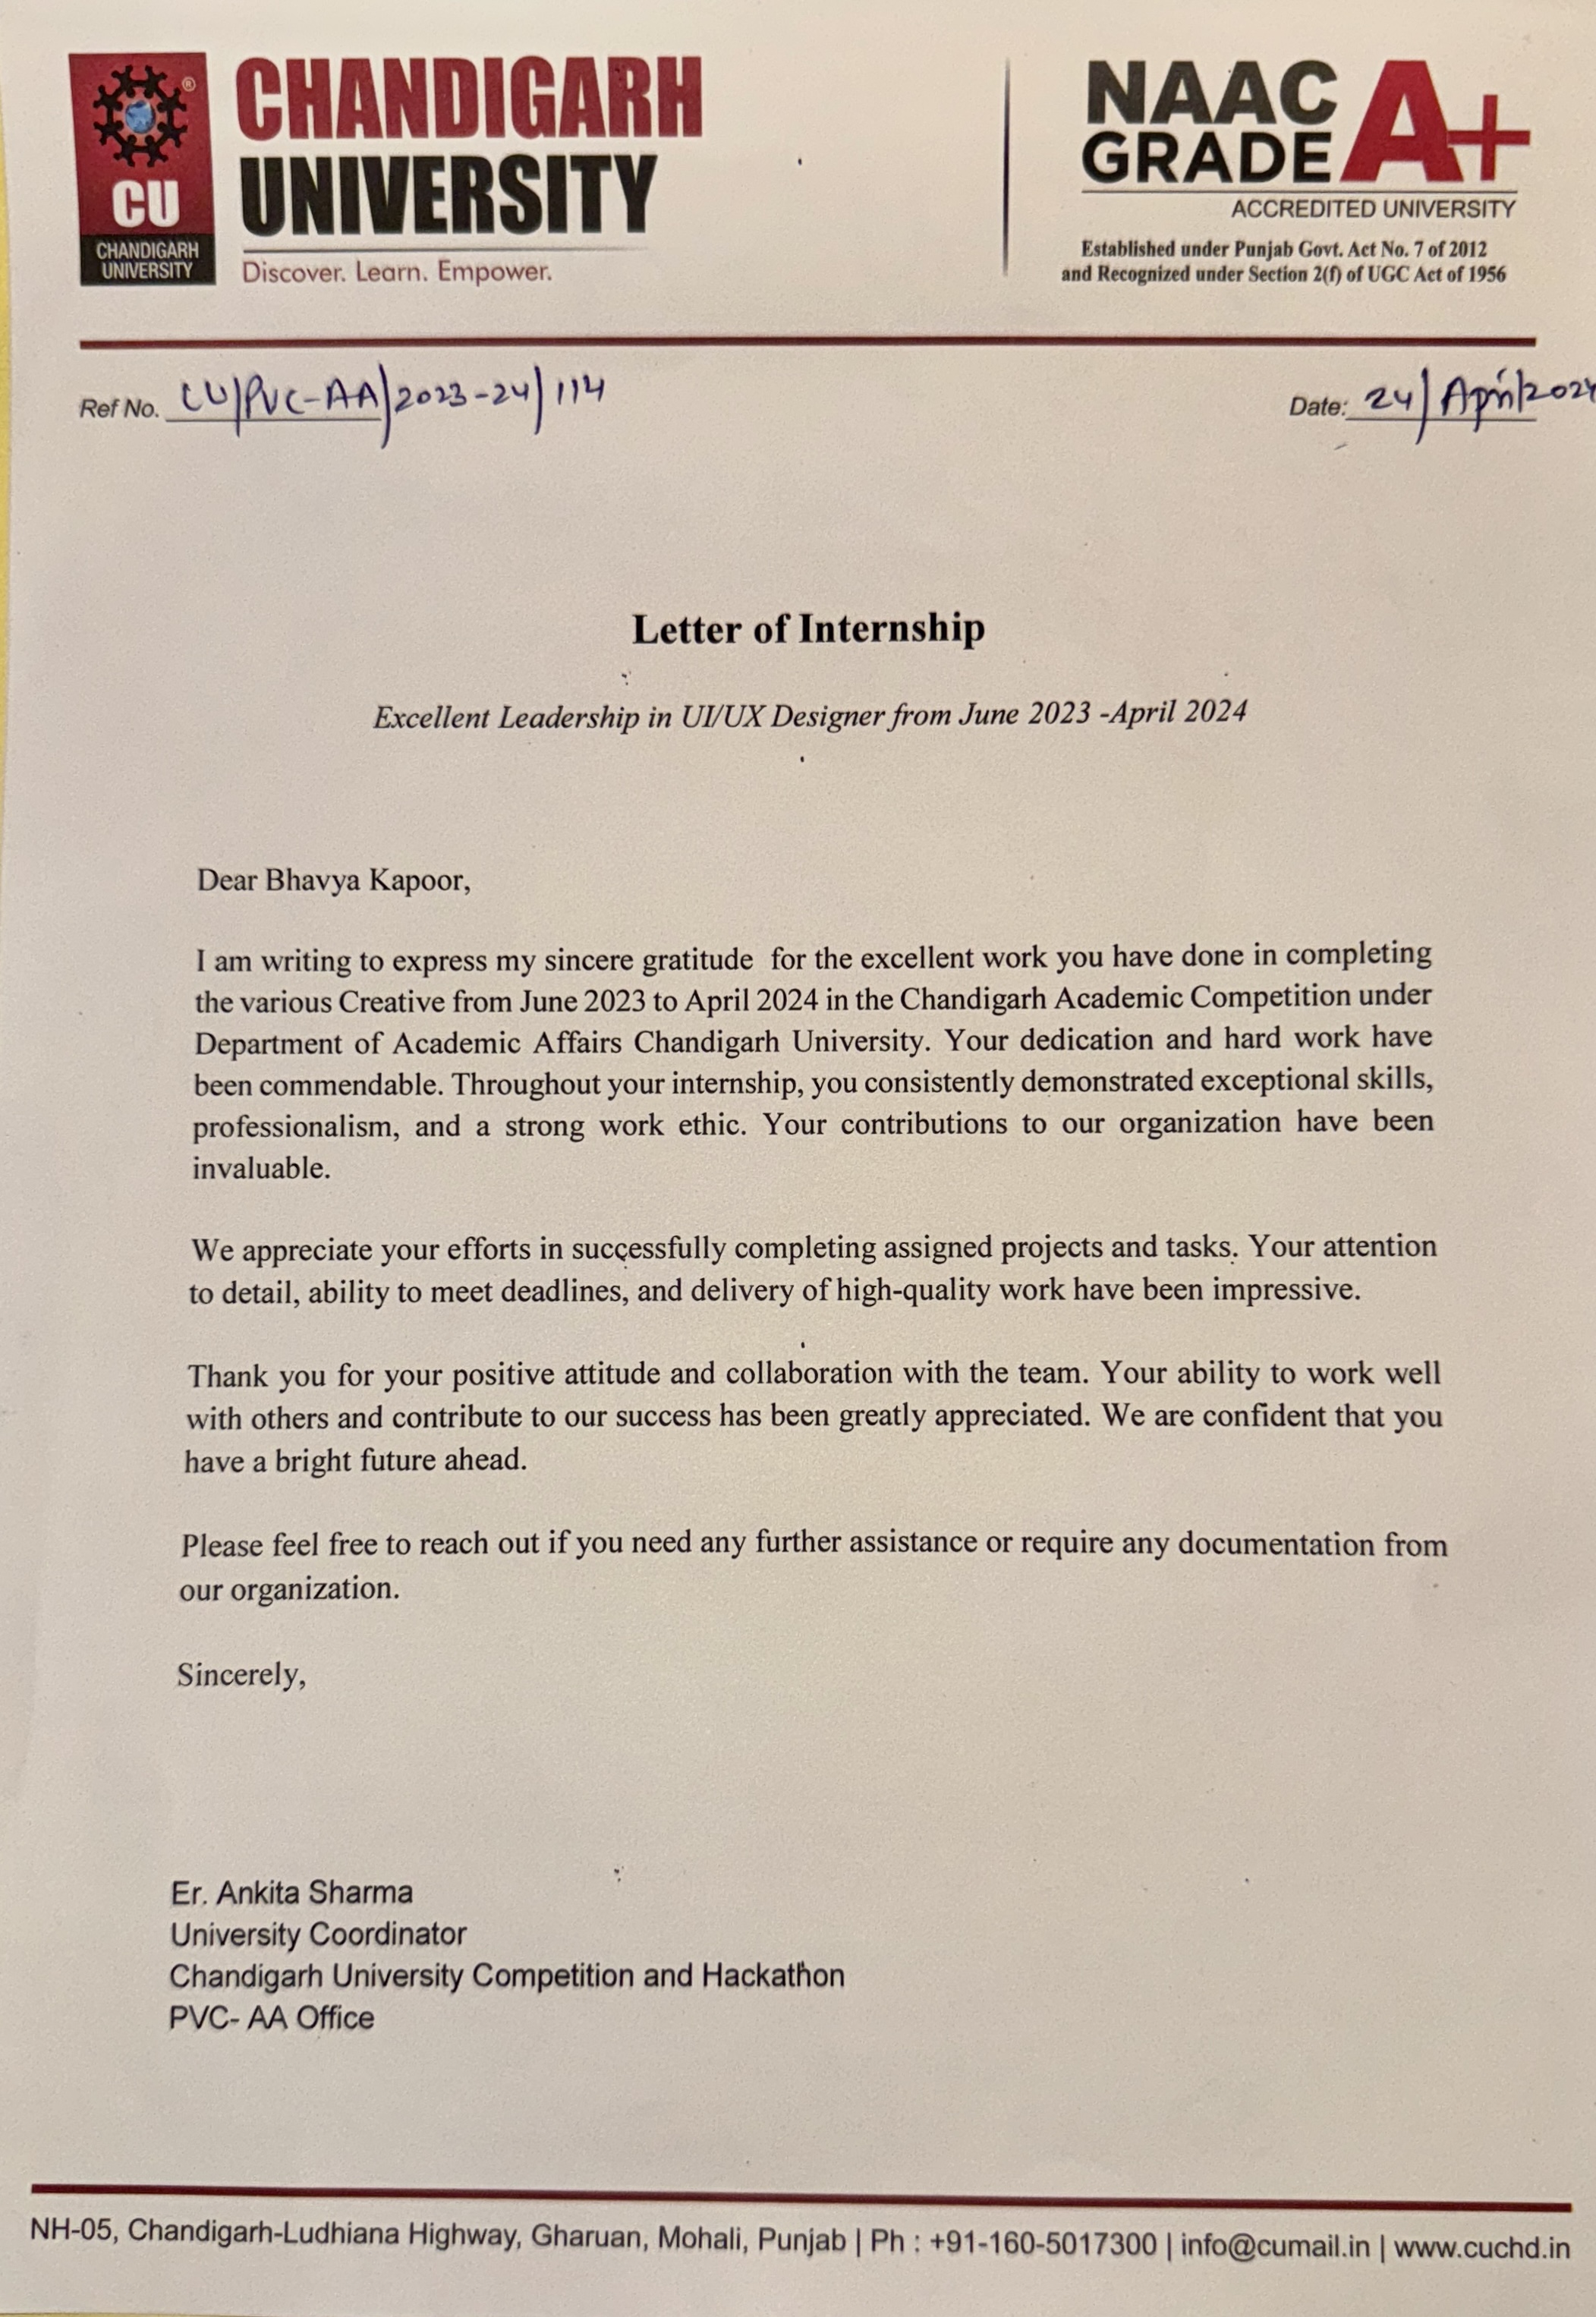 CU
CHANDIGARH
UNIVERSITY
CHANDIGARH
UNIVERSITY
Discover. Learn. Empower.
NAAC
GRADE A+
ACCREDITED UNIVERSITY
Established under Punjab Govt. Act No. 7 of 2012
and Recognized under Section 2(f) of UGC Act of 1956
Ref No. CU/PVC-AA/2023-24/114
Date: 24/April/2024
Letter of Internship
Excellent Leadership in UI/UX Designer from June 2023 -April 2024
Dear Bhavya Kapoor,
I am writing to express my sincere gratitude for the excellent work you have done in completing
the various Creative from June 2023 to April 2024 in the Chandigarh Academic Competition under
Department of Academic Affairs Chandigarh University. Your dedication and hard work have
been commendable. Throughout your internship, you consistently demonstrated exceptional skills,
professionalism, and a strong work ethic. Your contributions to our organization have been
invaluable.
We appreciate your efforts in successfully completing assigned projects and tasks. Your attention
to detail, ability to meet deadlines, and delivery of high-quality work have been impressive.
Thank you for your positive attitude and collaboration with the team. Your ability to work well
with others and contribute to our success has been greatly appreciated. We are confident that you
have a bright future ahead.
Please feel free to reach out if you need any further assistance or require any documentation from
our organization.
Sincerely,
Er. Ankita Sharma
University Coordinator
Chandigarh University Competition and Hackathon
PVC- AA Office
NH-05, Chandigarh-Ludhiana Highway, Gharuan, Mohali, Punjab | Ph : +91-160-5017300 | info@cumail.in | www.cuchd.in